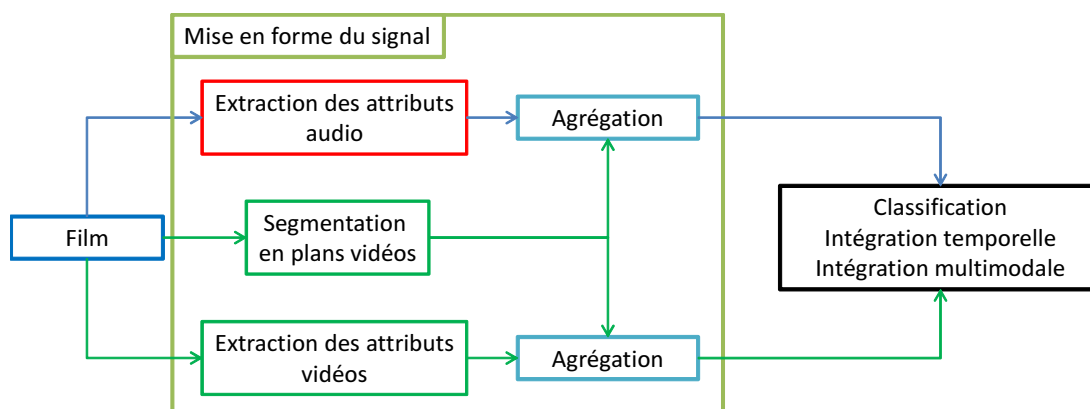 Mise en forme du signal
Extraction des attributs
audio
Agrégation
Film
Segmentation
en plans vidéos
Classification
Intégration temporelle
Intégration multimodale
Extraction des attributs
vidéos
Agrégation